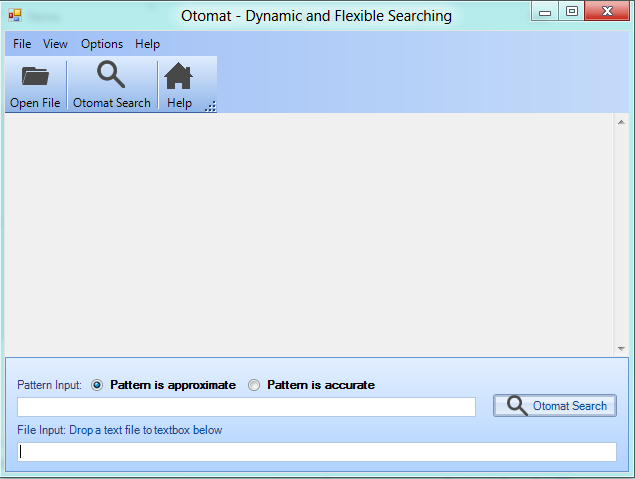 Otomat - Dynamic and Flexible Searching
File View Options Help
Open File Otomat Search Help
Pattern Input: Pattern is approximate Pattern is accurate
Otomat Search
File Input: Drop a text file to textbox below